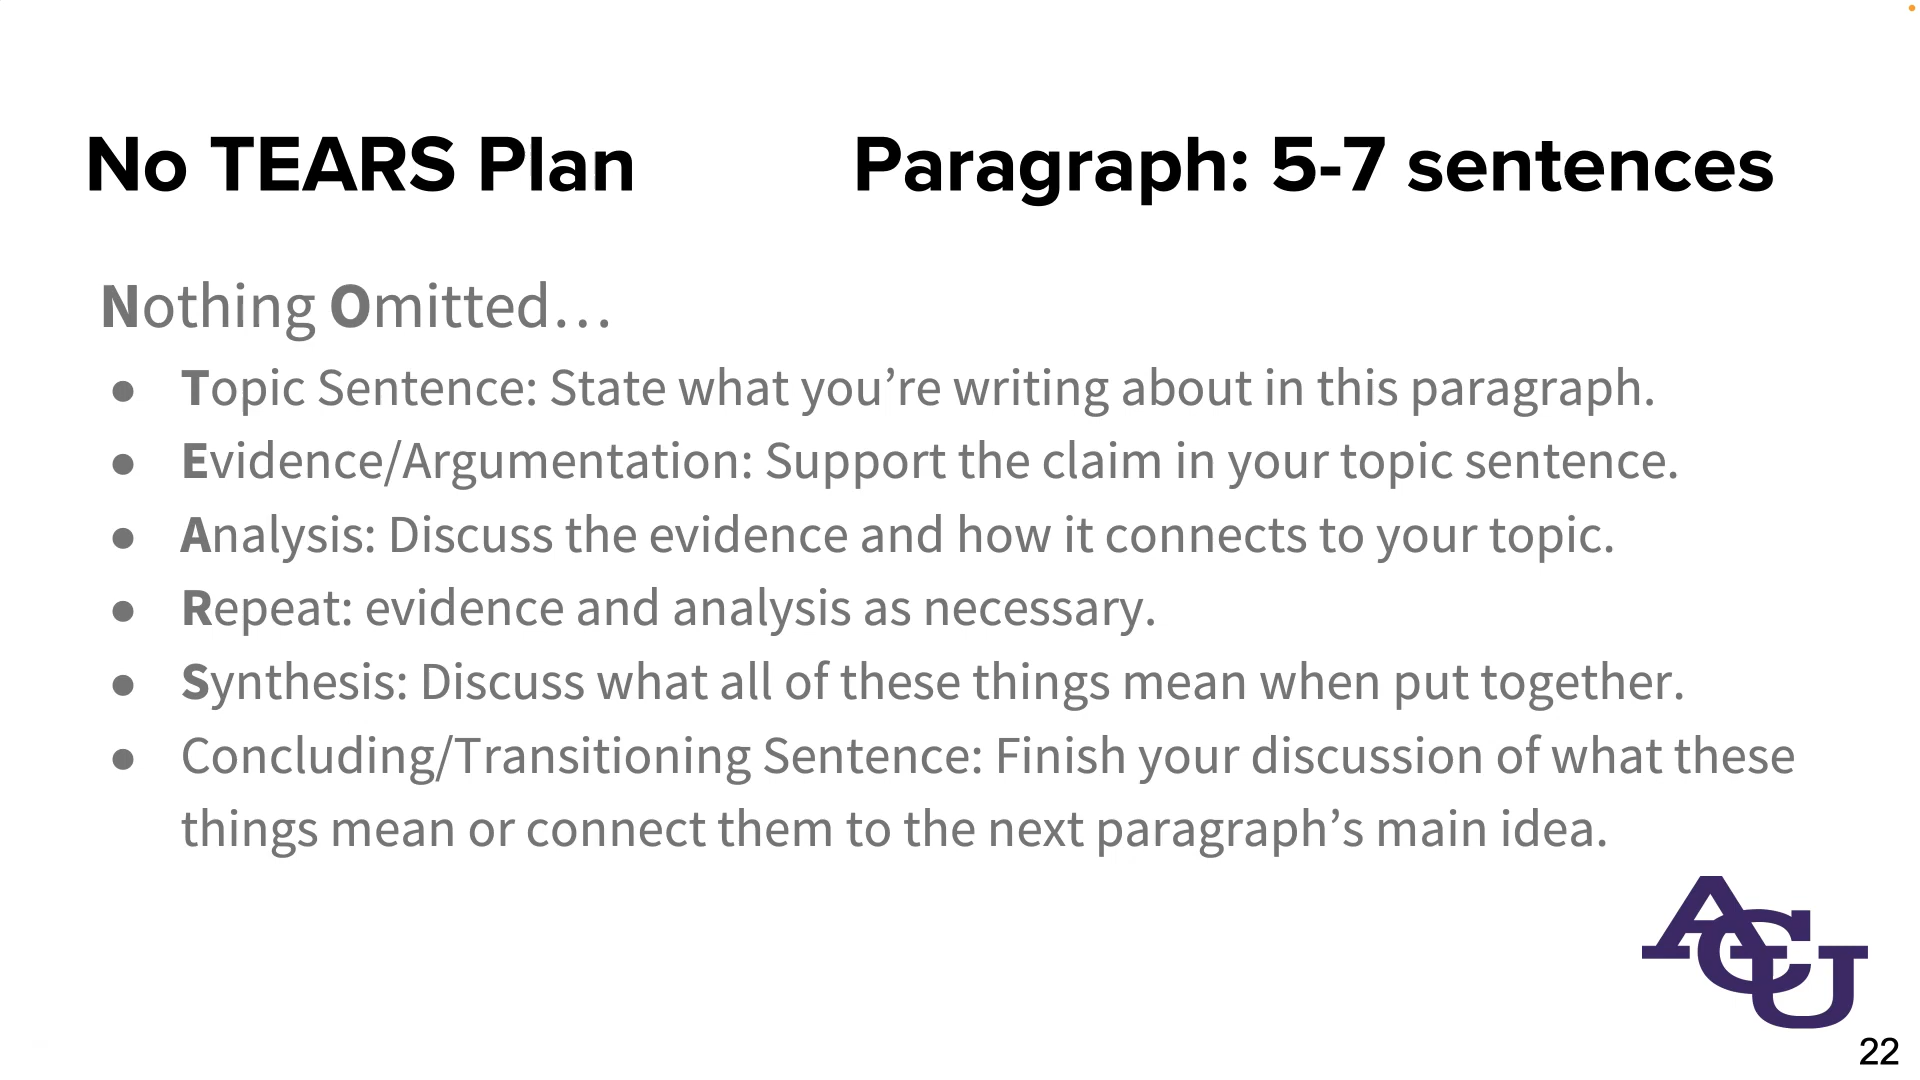 No TEARS Plan Paragraph: 5-7 sentences
Nothing Omitted…
● Topic Sentence: State what you’re writing about in this paragraph.
● Evidence/Argumentation: Support the claim in your topic sentence.
● Analysis: Discuss the evidence and how it connects to your topic.
● Repeat: evidence and analysis as necessary.
● Synthesis: Discuss what all of these things mean when put together.
● Concluding/Transitioning Sentence: Finish your discussion of what these
things mean or connect them to the next paragraph’s main idea.
ACU
22